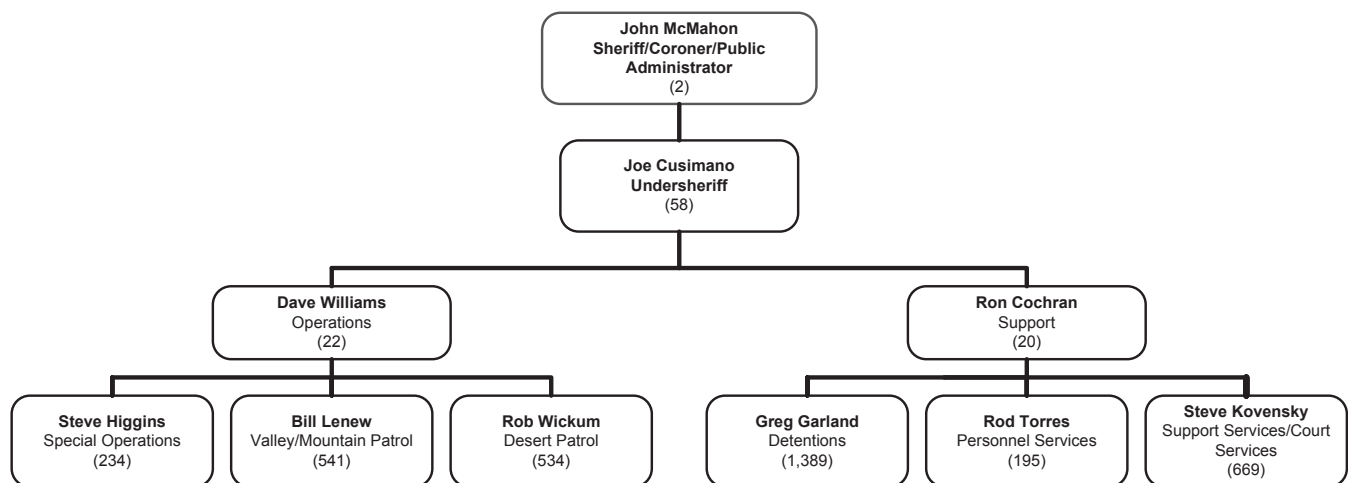 John McMahon
Sheriff/Coroner/Public
Administrator
(2)
Joe Cusimano
Undersheriff
(58)
Dave Williams
Operations
(22)
Ron Cochran
Support
(20)
Steve Higgins
Special Operations
(234)
Bill Lenew
Valley/Mountain Patrol
(541)
Rob Wickum
Desert Patrol
(534)
Greg Garland
Detentions
(1,389)
Rod Torres
Personnel Services
(195)
Steve Kovensky
Support Services/Court
Services
(669)